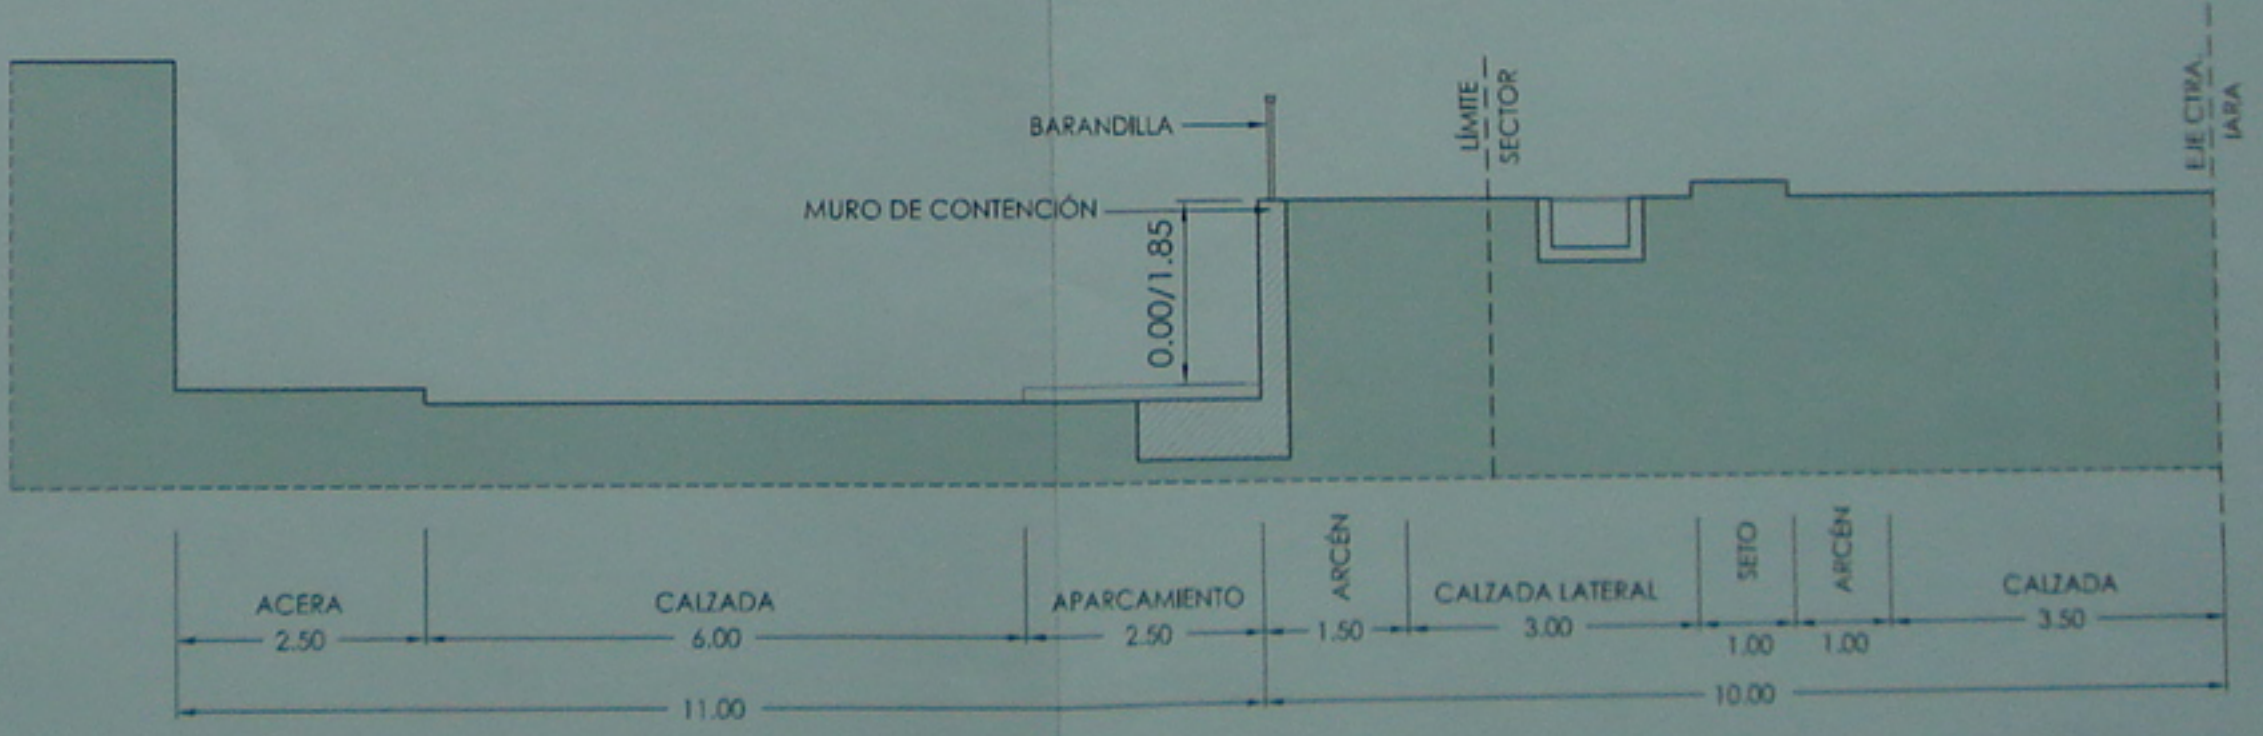 BARANDILLA
MURO DE CONTENCIÓN
0.00/1.85
LÍMITE
SECTOR
EJE CTRA.
IARA
ACERA
2.50
CALZADA
6.00
APARCAMIENTO
2.50
ARCÉN
1.50
CALZADA LATERAL
3.00
SETO
1.00
ARCÉN
1.00
CALZADA
3.50
11.00
10.00